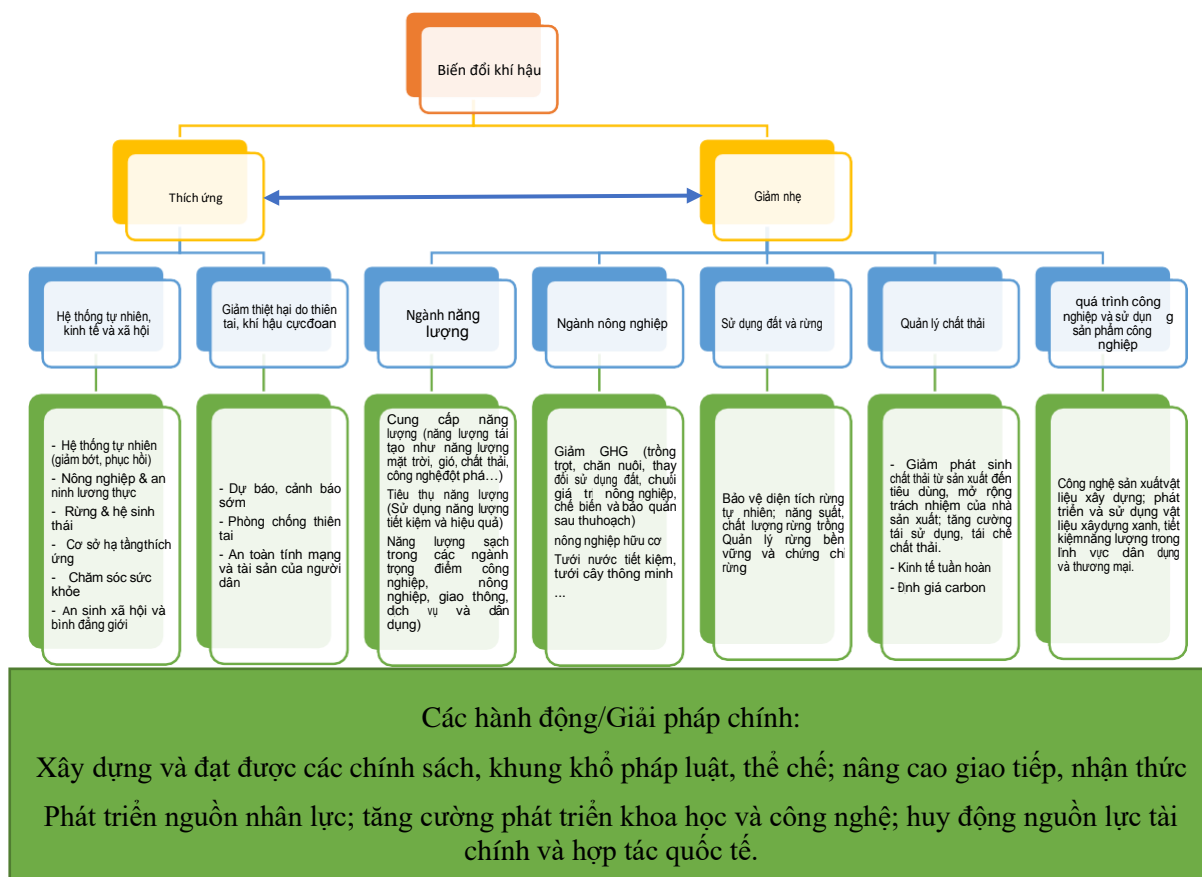 Biến đổi khí hậu
Thích ứng
Giảm nhẹ
Hệ thống tự nhiên,
kinh tế và xã hội
Giảm thiệt hại do thiên
tai, khí hậu cựcđoan
Ngành năng
lượng
Ngành nông nghiệp
Sử dụng đất và rừng
Quản lý chất thải
quá trình công
nghiệp và sử dụn g
sản phẩm công
nghiệp
- Hệ thống tự nhiên
(giảm bớt, phục hồi)
- Nông nghiệp & an
ninh lương thực
- Rừng & hệ sinh
thái
- Cơ sở hạ tầngthích
ứng
- Chăm sóc sức
khỏe
- An sinh xã hội và
bình đẳng giới
- Dự báo, cảnh báo
sớm
- Phòng chống thiên
tai
- An toàn tính mạng
và tài sản của người
dân
Cung cấp năng
lượng (năng lượng tái
tạo như năng lượng
mặt trời, gió, chất thải,
công nghệđột phá...)
Tiêu thụ năng lượng
(Sử dụng năng lượng
tiết kiệm và hiệu quả)
Năng lượng sạch
trong các ngành
trọng điểm công
nghiệp, nông
nghiệp, giao thông,
dịch vụ và dân
dụng)
Giảm GHG (trồng
trọt, chăn nuôi, thay
đổi sử dụng đất, chuỗi
giá trị nông nghiệp,
chế biến và bảo quản
sau thuhoạch)
nông nghiệp hữu cơ
Tưới nước tiết kiệm,
tưới cây thông minh
...
Bảo vệ diện tích rừng
tự nhiên; năng suất,
chất lượng rừng trồng
Quản lý rừng bền
vững và chứng chỉ
rừng
- Giảm phát sinh
chất thải từ sản xuất đến
tiêu dùng, mở rộng
trách nhiệm của nhà
sản xuất; tăng cường
tái sử dụng, tái chế
chất thải.
- Kinh tế tuần hoàn
- Định giá carbon
Công nghệ sản xuấtvật
liệu xây dựng; phát
triển và sử dụng vật
liệu xâydựng xanh, tiết
kiệmnăng lượng trong
lĩnh vực dân dụng
và thương mại.
Các hành động/Giải pháp chính:
Xây dựng và đạt được các chính sách, khung khổ pháp luật, thể chế; nâng cao giao tiếp, nhận thức
Phát triển nguồn nhân lực; tăng cường phát triển khoa học và công nghệ; huy động nguồn lực tài
chính và hợp tác quốc tế.